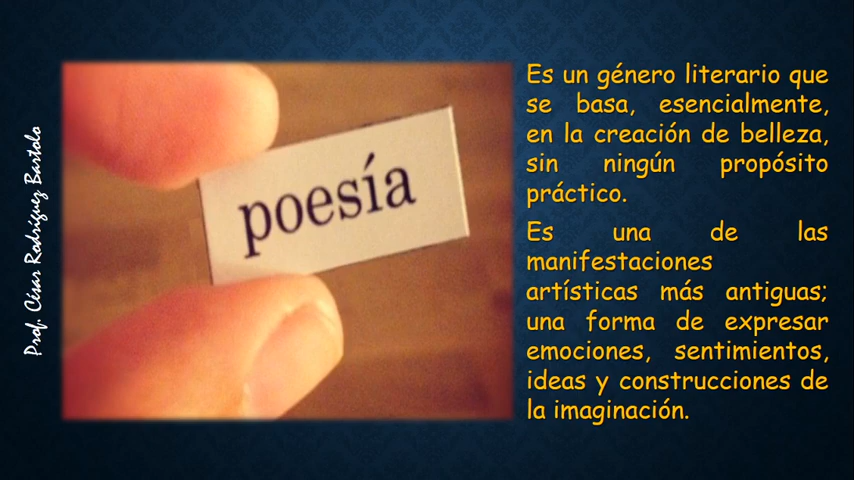 Prof. César Rodríguez Bartolo
poesía
Es un género literario que
se basa, esencialmente,
en la creación de belleza,
sin ningún propósito
práctico.
Es una de las
manifestaciones
artísticas más antiguas;
una forma de expresar
emociones, sentimientos,
ideas y construcciones de
la imaginación.